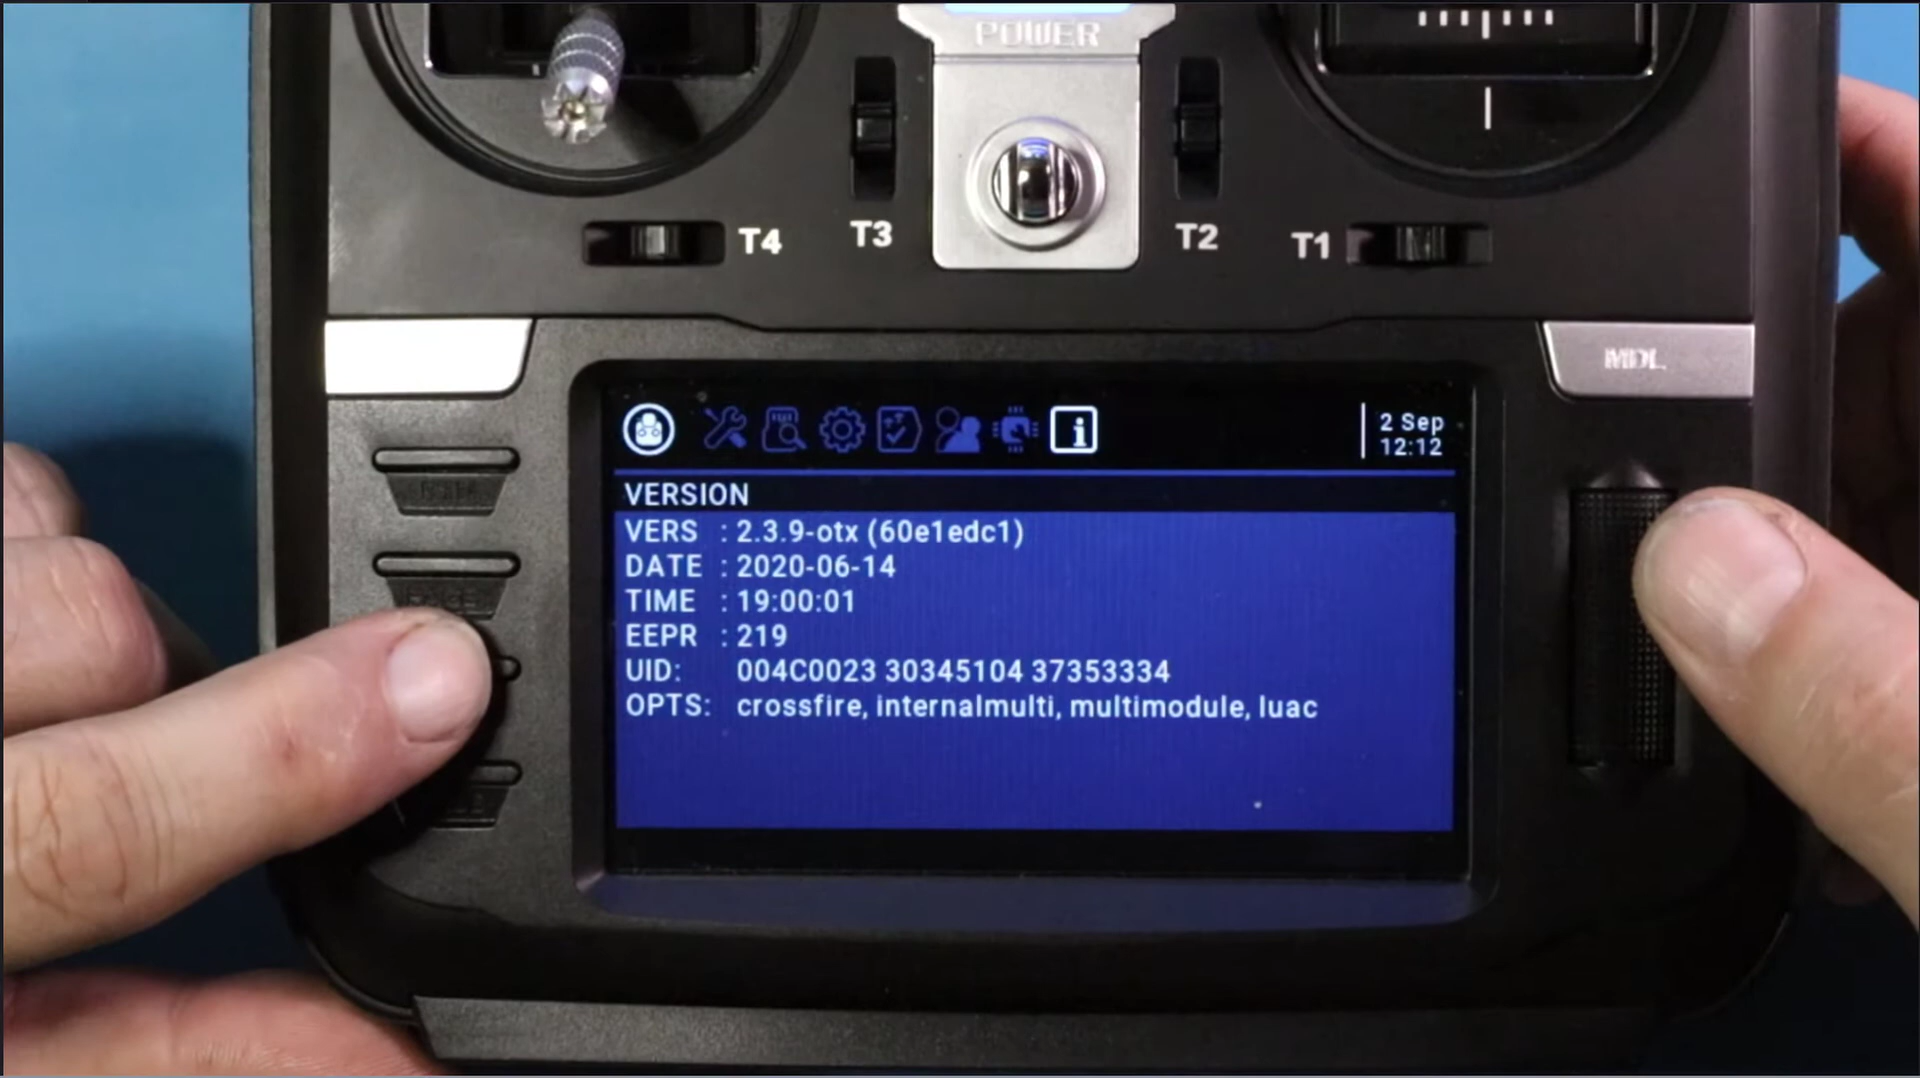 POWER
T4
T3
T2
T1
MDL
2 Sep
12:12
VERSION
VERS : 2.3.9-otx (60e1edc1)
DATE : 2020-06-14
TIME : 19:00:01
EEPR : 219
UID: 004C0023 30345104 37353334
OPTS: crossfire, internalmulti, multimodule, luac